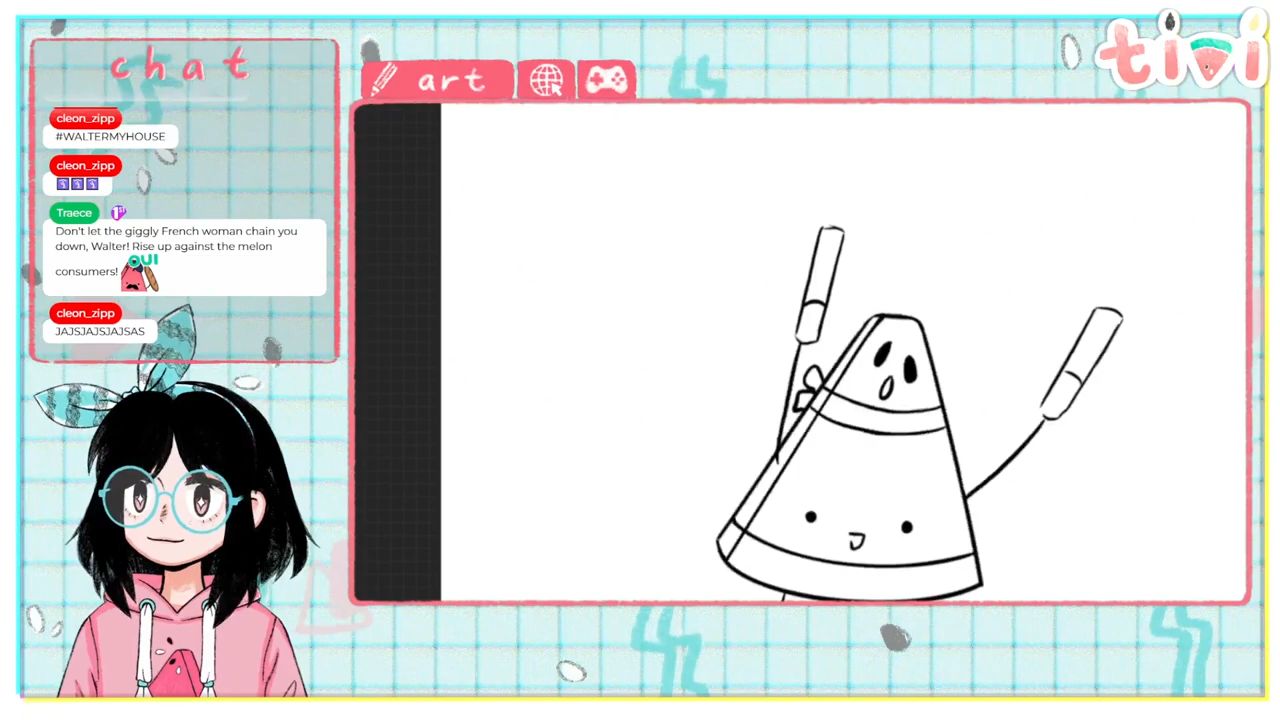 tivi
chat
art
cleon_zipp
#WALTERMYHOUSE
cleon_zipp
Traece
Don't let the giggly French woman chain you
down, Walter! Rise up against the melon
consumers! OUI
cleon_zipp
JAJSJAJSJAJSAS